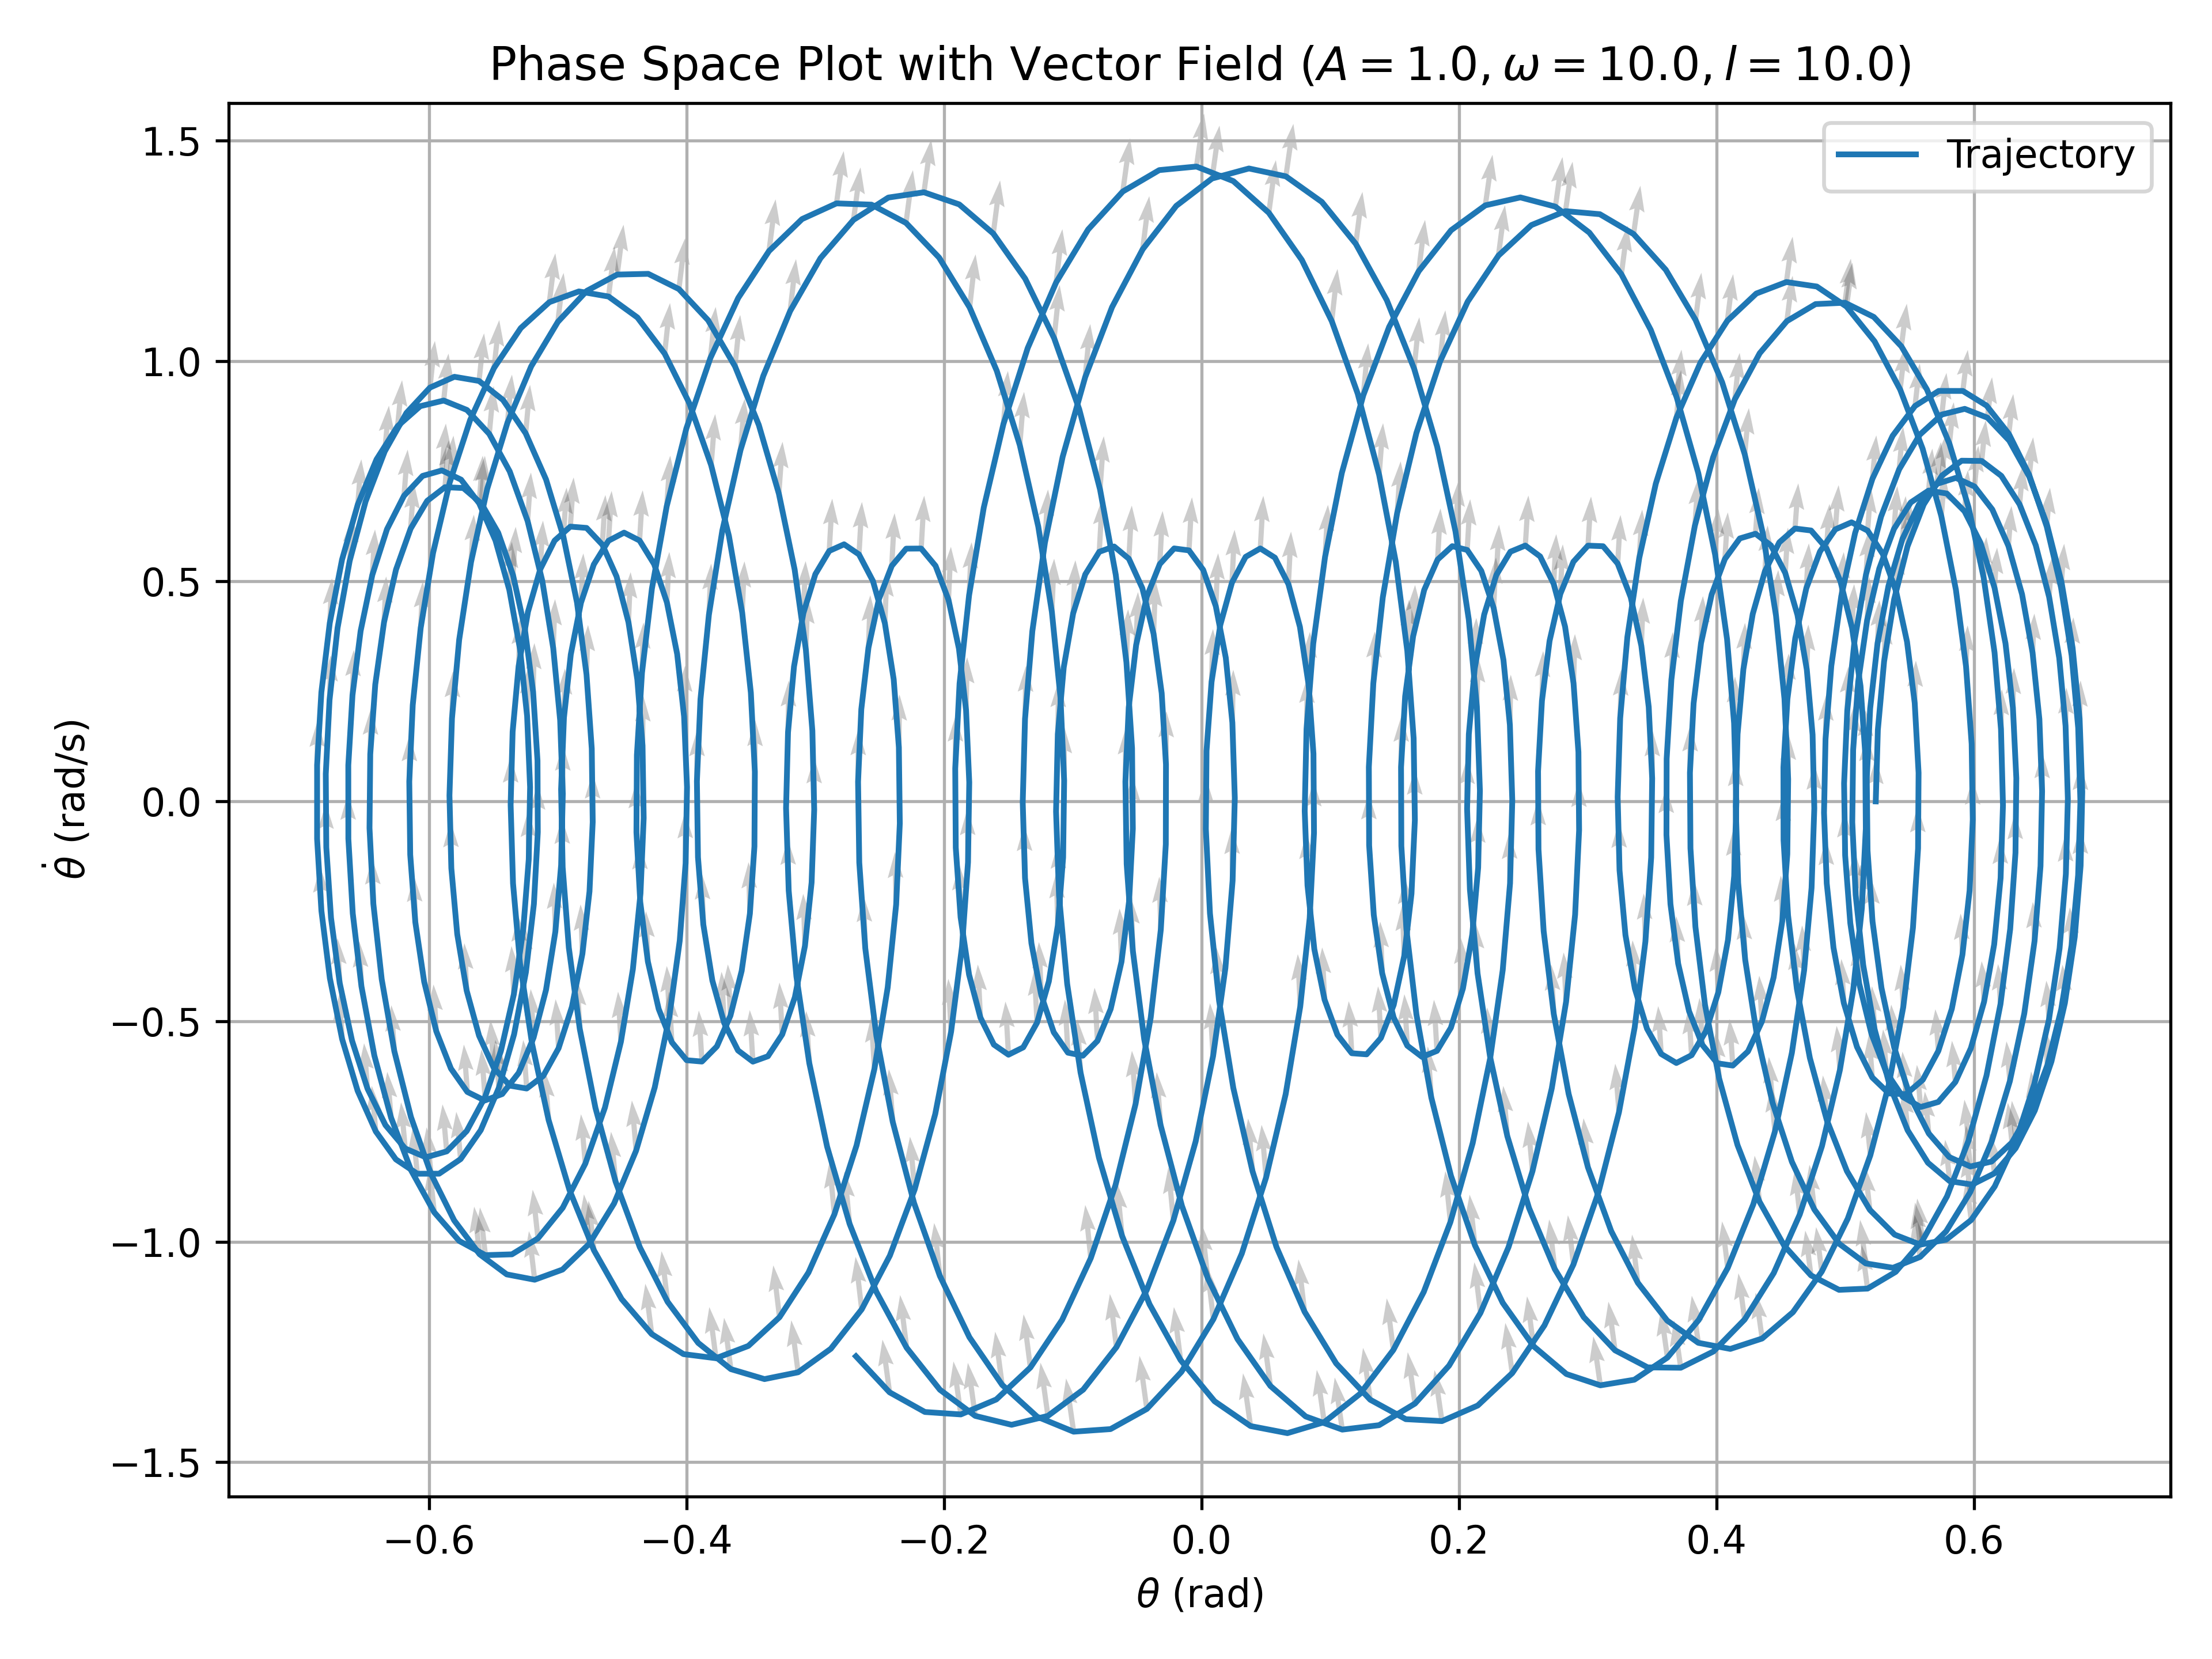 Phase Space Plot with Vector Field (A = 1.0, ω = 10.0, l = 10.0)
Trajectory
1.5
1.0
0.5
0.0
−0.5
−1.0
−1.5
θ̇ (rad/s)
−0.6 −0.4 −0.2 0.0 0.2 0.4 0.6
θ (rad)